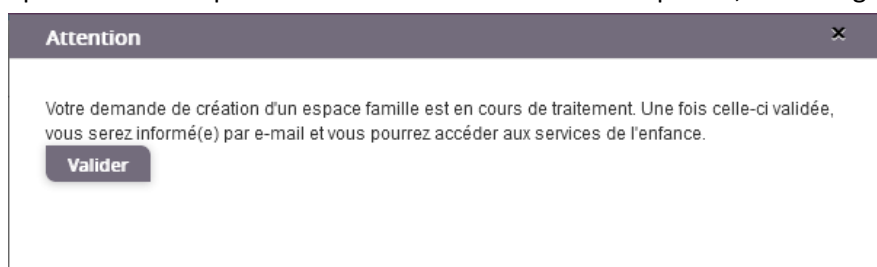 Attention
×
Votre demande de création d'un espace famille est en cours de traitement. Une fois celle-ci validée,
vous serez informé(e) par e-mail et vous pourrez accéder aux services de l'enfance.
Valider